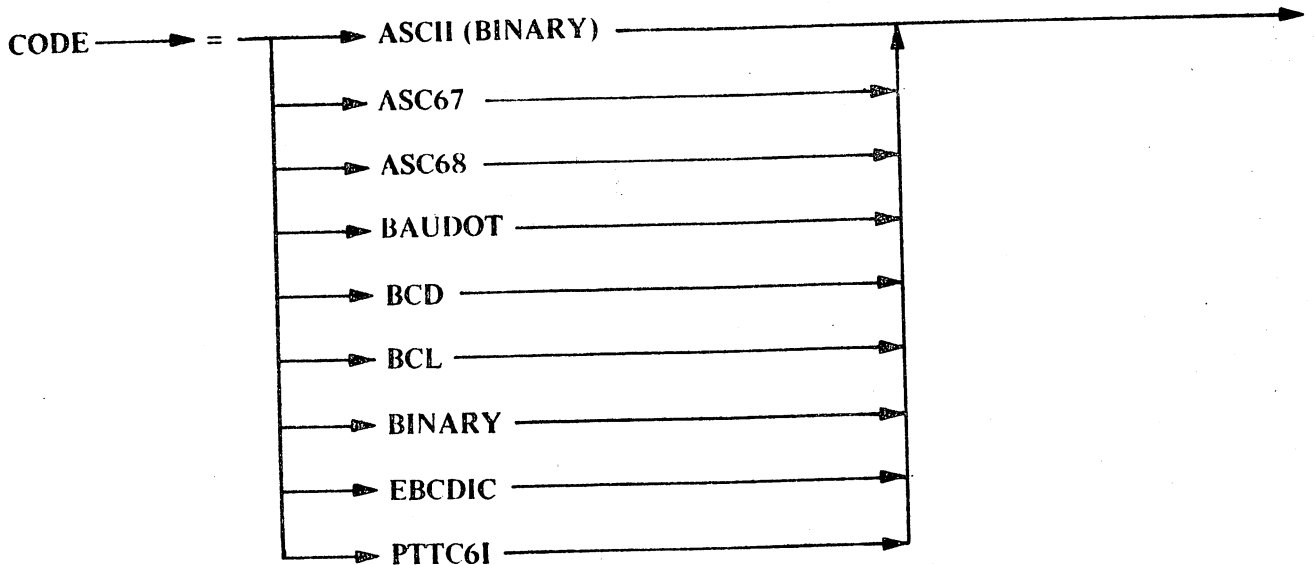 CODE = ASCII (BINARY)
ASC67
ASC68
BAUDOT
BCD
BCL
BINARY
EBCDIC
PTTC6I